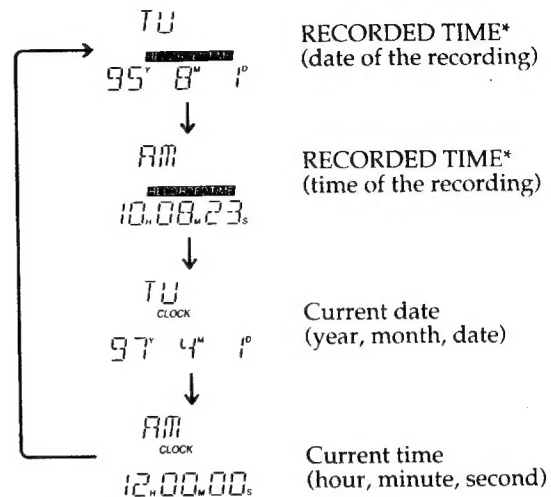 TU
RECORDED TIME*
(date of the recording)
95Y 8M 1D
AM
RECORDED TIME*
(time of the recording)
10H08M23S
TU
CLOCK
Current date
(year, month, date)
97Y 4M 1D
AM
CLOCK
Current time
(hour, minute, second)
12H00M00S